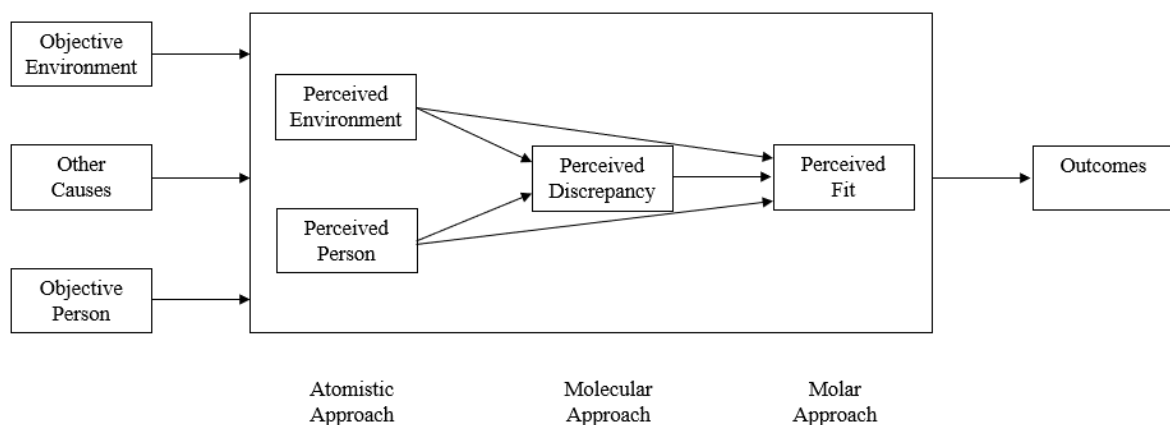 Objective
Environment
Other
Causes
Objective
Person
Perceived
Environment
Perceived
Person
Perceived
Discrepancy
Perceived
Fit
Outcomes
Atomistic
Approach
Molecular
Approach
Molar
Approach